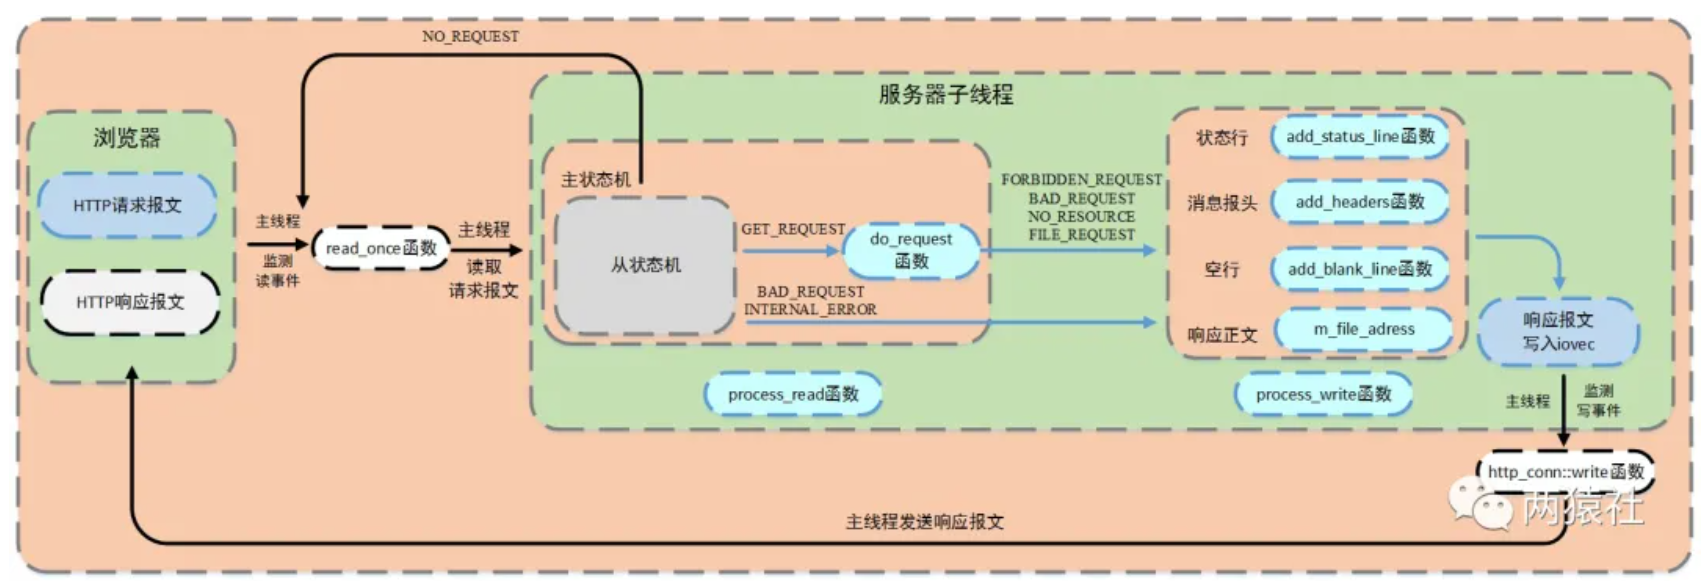 NO_REQUEST
服务器子线程
浏览器
HTTP请求报文
HTTP响应报文
主线程
监测
读事件
read_once函数
主线程
读取
请求报文
主状态机
从状态机
GET_REQUEST
do_request
函数
BAD_REQUEST
INTERNAL_ERROR
FORBIDDEN_REQUEST
BAD_REQUEST
NO_RESOURCE
FILE_REQUEST
状态行
add_status_line函数
消息报头
add_headers函数
空行
add_blank_line函数
响应正文
m_file_adress
响应报文
写入iovec
process_read函数
process_write函数
主线程
监测
写事件
http_conn::write函数
两猿社
主线程发送响应报文